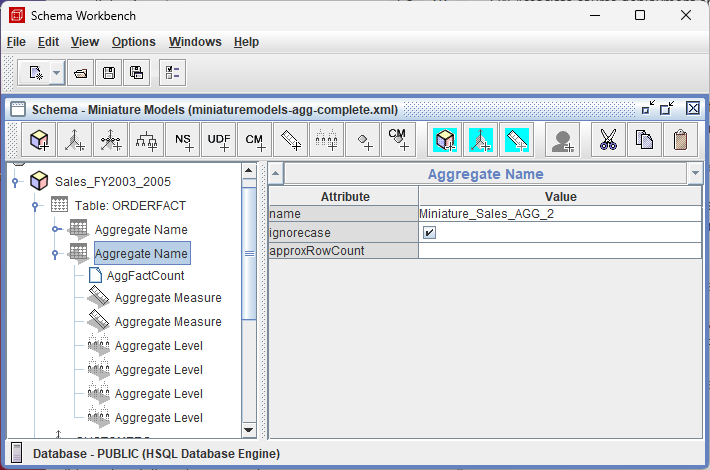 Schema Workbench
File Edit View Options Windows Help
Schema - Miniature Models (miniaturemodels-agg-complete.xml)
NS UDF CM CM
Sales_FY2003_2005
Table: ORDERFACT
Aggregate Name
Aggregate Name
AggFactCount
Aggregate Measure
Aggregate Measure
Aggregate Level
Aggregate Level
Aggregate Level
Aggregate Level
Aggregate Name
Attribute Value
name Miniature_Sales_AGG_2
ignorecase
approxRowCount
Database - PUBLIC (HSQL Database Engine)